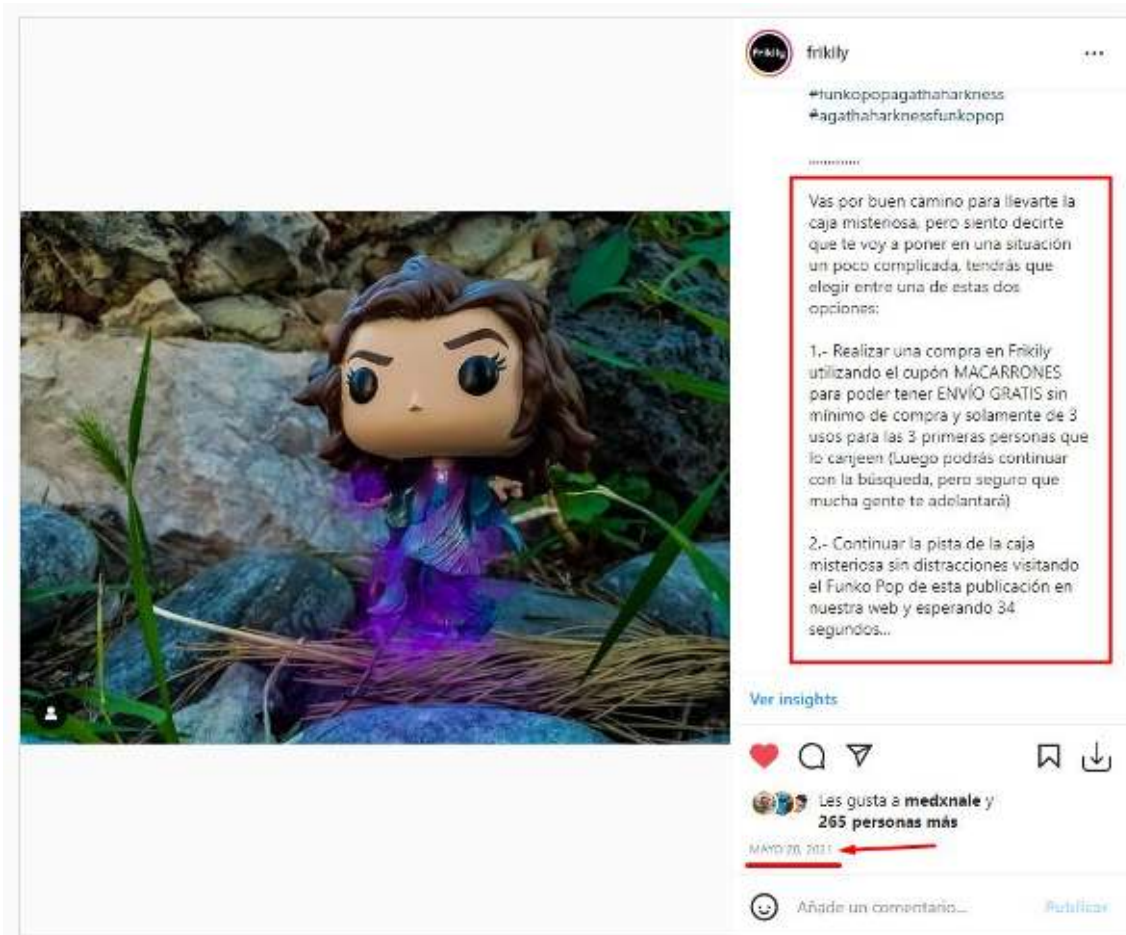 Frikily
frikily
#funkopopagathaharkness
#agathaharknessfunkopop
............
Vas por buen camino para llevarte la
caja misteriosa, pero siento decirte
que te voy a poner en una situación
un poco complicada, tendrás que
elegir entre una de estas dos
opciones:
1.- Realizar una compra en Frikily
utilizando el cupón MACARRONES
para poder tener ENVÍO GRATIS sin
mínimo de compra y solamente de 3
usos para las 3 primeras personas que
lo canjeen (Luego podrás continuar
con la búsqueda, pero seguro que
mucha gente te adelantará)
2.- Continuar la pista de la caja
misteriosa sin distracciones visitando
el Funko Pop de esta publicación en
nuestra web y esperando 34
segundos...
Ver insights
Les gusta a medxnale y
265 personas más
MAYO 20, 2021
Añade un comentario...
Publicar